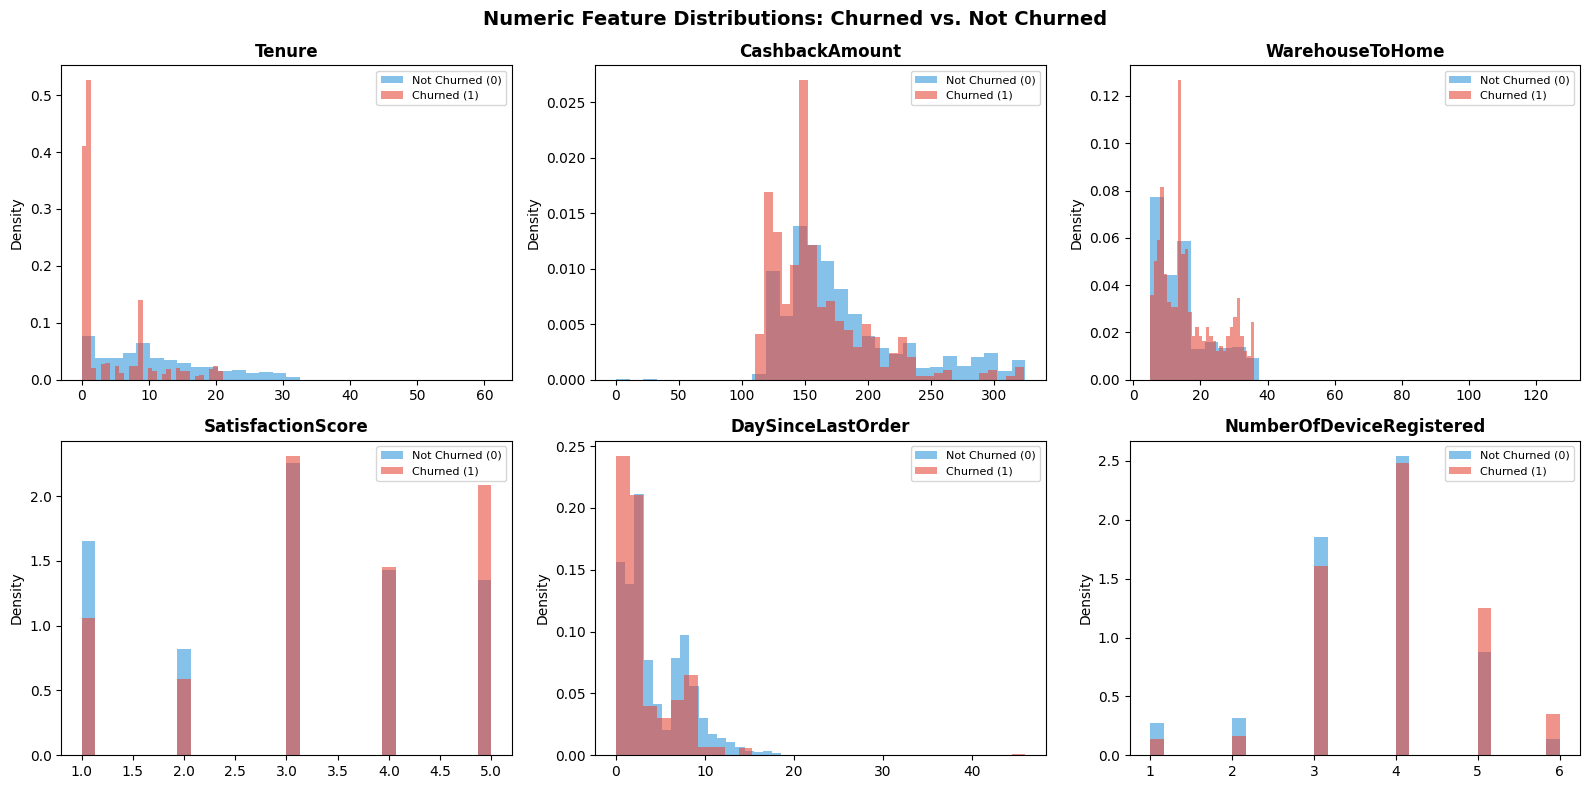 Numeric Feature Distributions: Churned vs. Not Churned
Tenure
Density
0.5
0.4
0.3
0.2
0.1
0.0
0 10 20 30 40 50 60
Not Churned (0)
Churned (1)
CashbackAmount
Density
0.025
0.020
0.015
0.010
0.005
0.000
0 50 100 150 200 250 300
Not Churned (0)
Churned (1)
WarehouseToHome
Density
0.12
0.10
0.08
0.06
0.04
0.02
0.00
0 20 40 60 80 100 120
Not Churned (0)
Churned (1)
SatisfactionScore
Density
2.0
1.5
1.0
0.5
0.0
1.0 1.5 2.0 2.5 3.0 3.5 4.0 4.5 5.0
Not Churned (0)
Churned (1)
DaySinceLastOrder
Density
0.25
0.20
0.15
0.10
0.05
0.00
0 10 20 30 40
Not Churned (0)
Churned (1)
NumberOfDeviceRegistered
Density
2.5
2.0
1.5
1.0
0.5
0.0
1 2 3 4 5 6
Not Churned (0)
Churned (1)